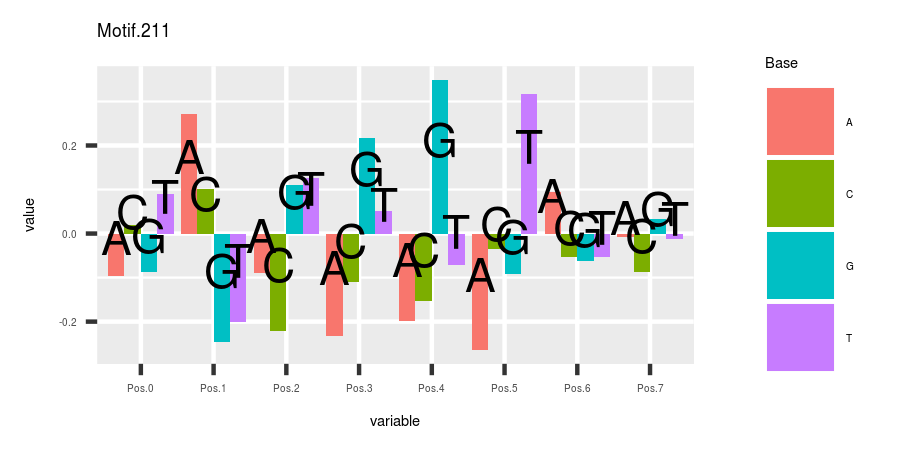 Motif.211
Base
A
C
G
T
value
0.2
0.0
-0.2
A C G T A C G T A C G T A C G T A C G T A C G T A C G T A C G T
Pos.0 Pos.1 Pos.2 Pos.3 Pos.4 Pos.5 Pos.6 Pos.7
variable